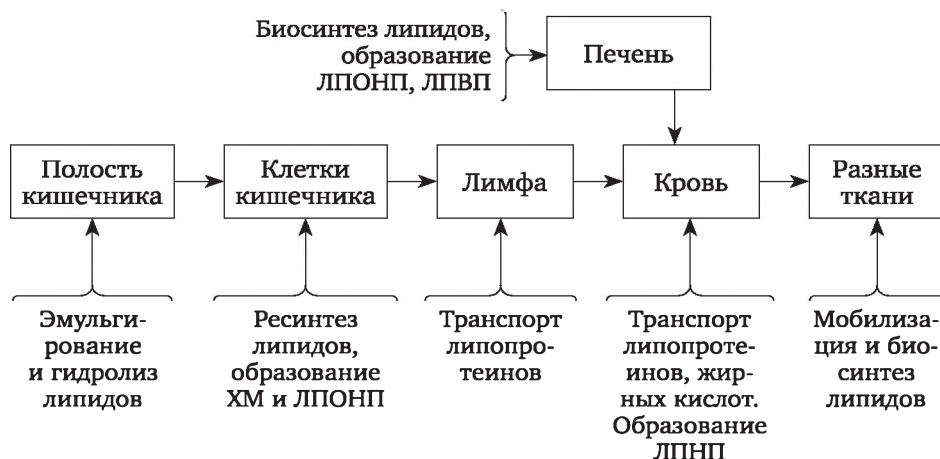 Биосинтез липидов,
образование
ЛПОНП, ЛПВП
Печень
Полость
кишечника
Клетки
кишечника
Лимфа
Кровь
Разные
ткани
Эмульги-
рование
и гидролиз
липидов
Ресинтез
липидов,
образование
ХМ и ЛПОНП
Транспорт
липопро-
теинов
Транспорт
липопроте-
инов, жир-
ных кислот.
Образование
ЛПНП
Мобилиза-
ция и био-
синтез
липидов